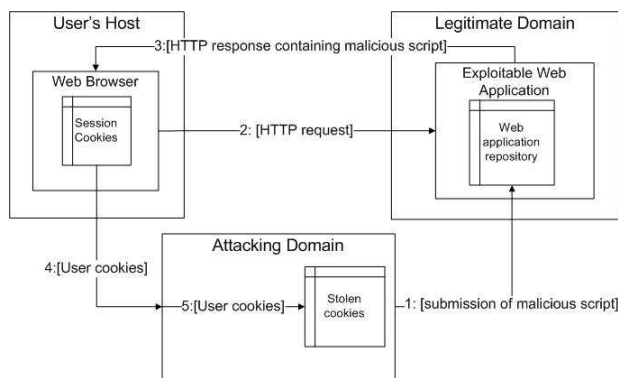 User's Host
Legitimate Domain
3:[HTTP response containing malicious script]
Web Browser
Exploitable Web
Application
Session
Cookies
2: [HTTP request]
Web
application
repository
Attacking Domain
4:[User cookies]
5:[User cookies]
Stolen
cookies
1: [submission of malicious script]